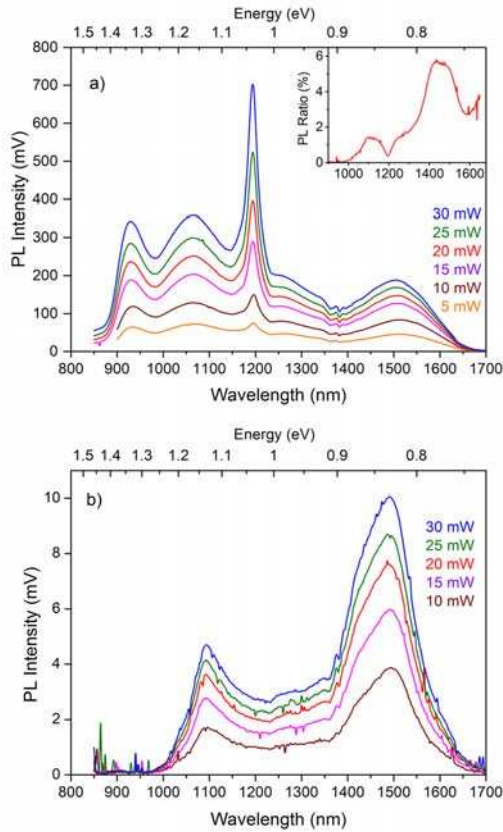 Energy (eV)
1.5 1.4 1.3 1.2 1.1 1 0.9 0.8
800
700
600
500
400
300
200
100
0
a)
PL Intensity (mV)
6
4
2
0
PL Ratio (%)
1000 1200 1400 1600
30 mW
25 mW
20 mW
15 mW
10 mW
5 mW
800 900 1000 1100 1200 1300 1400 1500 1600 1700
Wavelength (nm)
Energy (eV)
1.5 1.4 1.3 1.2 1.1 1 0.9 0.8
10
8
6
4
2
0
b)
PL Intensity (mV)
30 mW
25 mW
20 mW
15 mW
10 mW
800 900 1000 1100 1200 1300 1400 1500 1600 1700
Wavelength (nm)